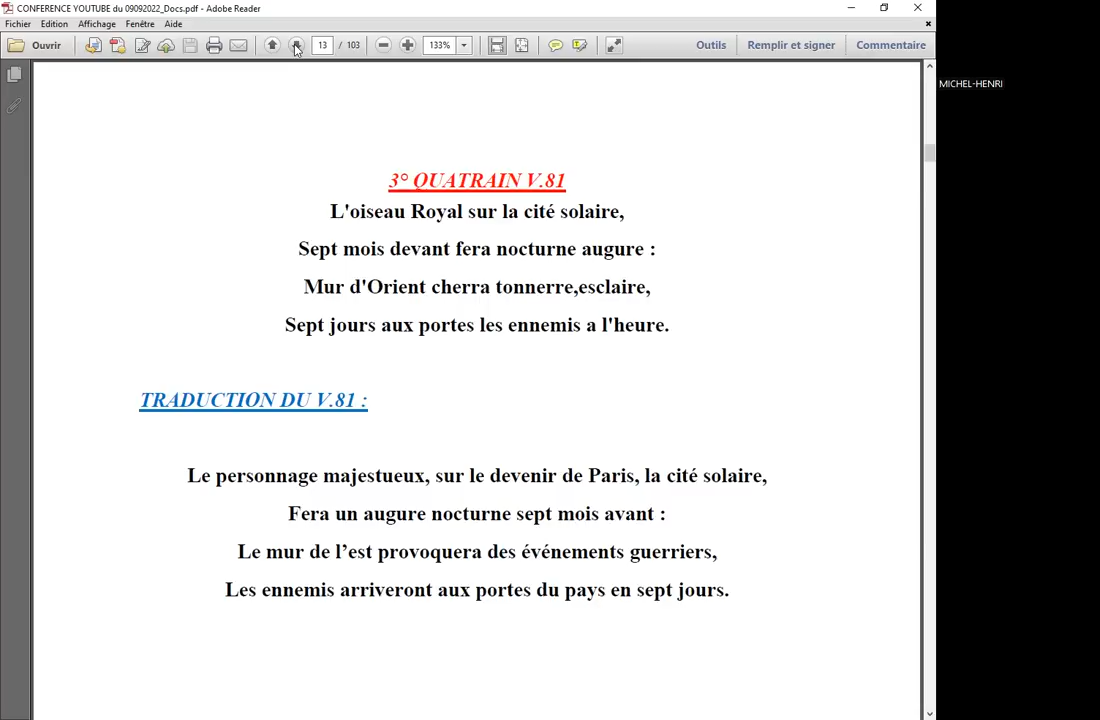 CONFERENCE YOUTUBE du 09092022_Docs.pdf - Adobe Reader
Fichier Edition Affichage Fenêtre Aide
Ouvrir 13 / 103 133% Outils Remplir et signer Commentaire
MICHEL-HENRI
3° QUATRAIN V.81
L'oiseau Royal sur la cité solaire,
Sept mois devant fera nocturne augure :
Mur d'Orient cherra tonnerre,esclaire,
Sept jours aux portes les ennemis a l'heure.
TRADUCTION DU V.81 :
Le personnage majestueux, sur le devenir de Paris, la cité solaire,
Fera un augure nocturne sept mois avant :
Le mur de l’est provoquera des événements guerriers,
Les ennemis arriveront aux portes du pays en sept jours.